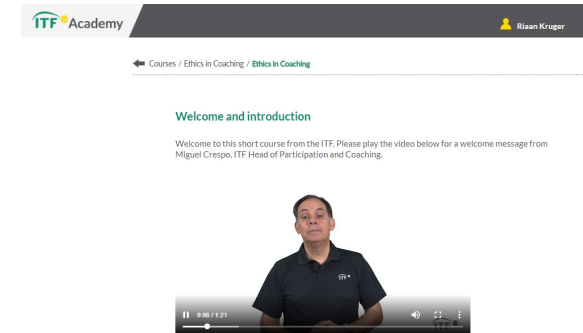 ITF Academy
Riaan Kruger
Courses / Ethics in Coaching / Ethics in Coaching
Welcome and introduction
Welcome to this short course from the ITF. Please play the video below for a welcome message from
Miguel Crespo, ITF Head of Participation and Coaching.
ITF
0:06 / 1:21
ITF